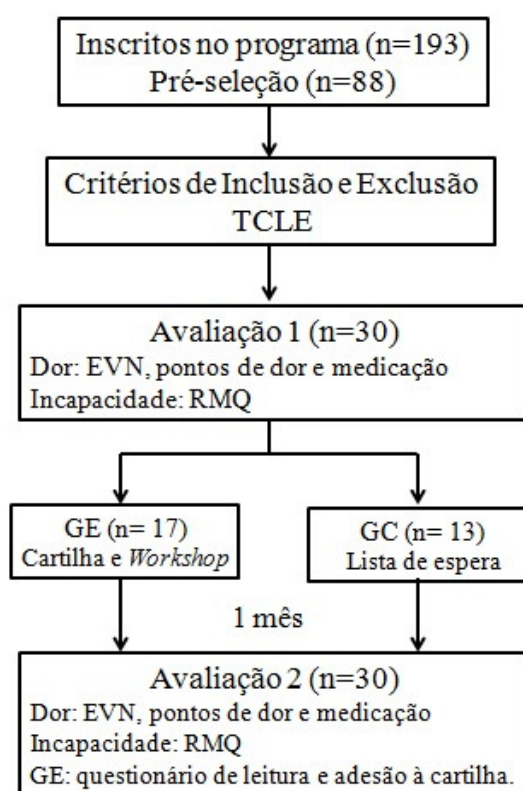 Inscritos no programa (n=193)
Pré-seleção (n=88)
Critérios de Inclusão e Exclusão
TCLE
Avaliação 1 (n=30)
Dor: EVN, pontos de dor e medicação
Incapacidade: RMQ
GE (n= 17)
Cartilha e Workshop
GC (n= 13)
Lista de espera
1 mês
Avaliação 2 (n=30)
Dor: EVN, pontos de dor e medicação
Incapacidade: RMQ
GE: questionário de leitura e adesão à cartilha.